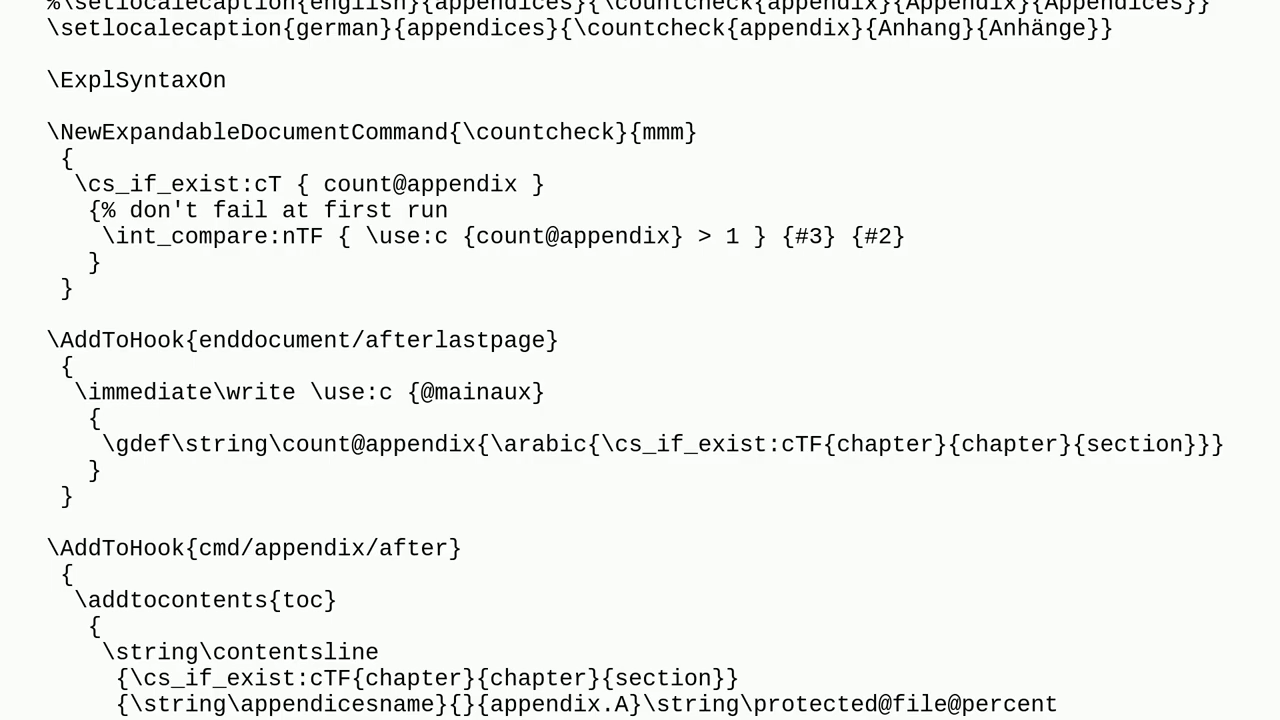 %\setlocalecaption{english}{appendices}{\countcheck{appendix}{Appendix}{Appendices}}
\setlocalecaption{german}{appendices}{\countcheck{appendix}{Anhang}{Anhänge}}
\ExplSyntaxOn
\NewExpandableDocumentCommand{\countcheck}{mmm}
{
\cs_if_exist:cT { count@appendix }
{% don't fail at first run
\int_compare:nTF { \use:c {count@appendix} > 1 } {#3} {#2}
}
}
\AddToHook{enddocument/afterlastpage}
{
\immediate\write \use:c {@mainaux}
{
\gdef\string\count@appendix{\arabic{\cs_if_exist:cTF{chapter}{chapter}{section}}}
}
}
\AddToHook{cmd/appendix/after}
{
\addtocontents{toc}
{
\string\contentsline
{\cs_if_exist:cTF{chapter}{chapter}{section}}
{\string\appendicesname}{}{appendix.A}\string\protected@file@percent